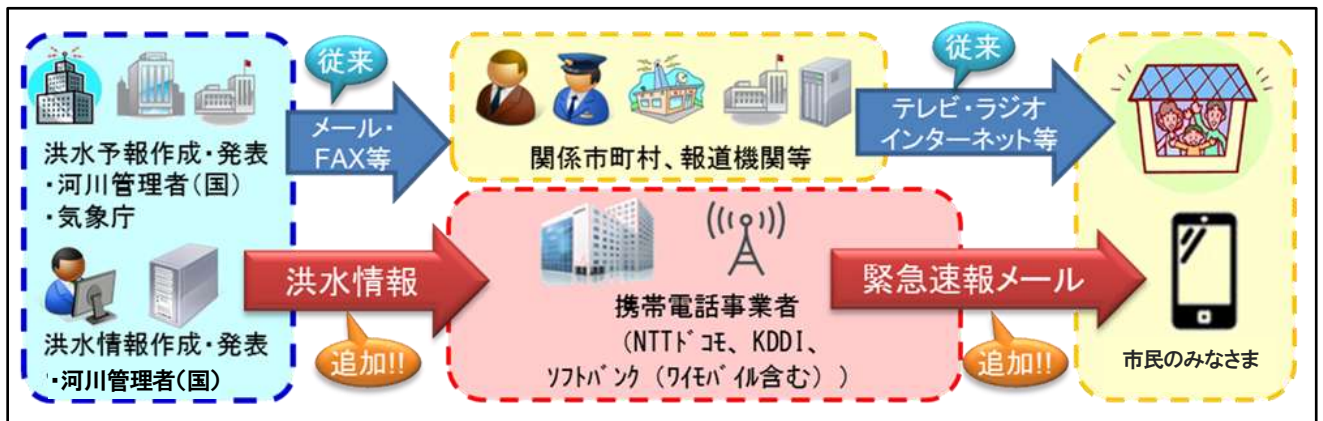 従来
メール・
FAX等
従来
テレビ・ラジオ
インターネット等
洪水予報作成・発表
・河川管理者(国)
・気象庁
関係市町村、報道機関等
洪水情報
緊急速報メール
携帯電話事業者
(NTTドコモ、KDDI、
ソフトバンク(ワイモバイル含む))
洪水情報作成・発表
・河川管理者(国)
追加!!
追加!!
市民のみなさま